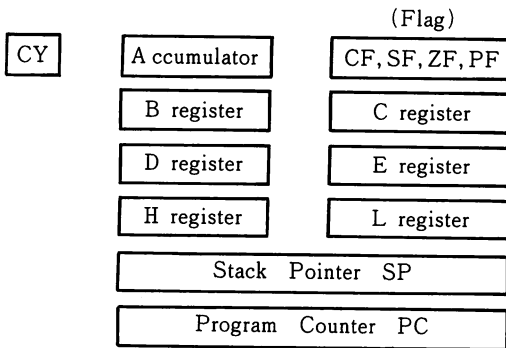 (Flag)
CY A ccumulator CF, SF, ZF, PF
B register C register
D register E register
H register L register
Stack Pointer SP
Program Counter PC